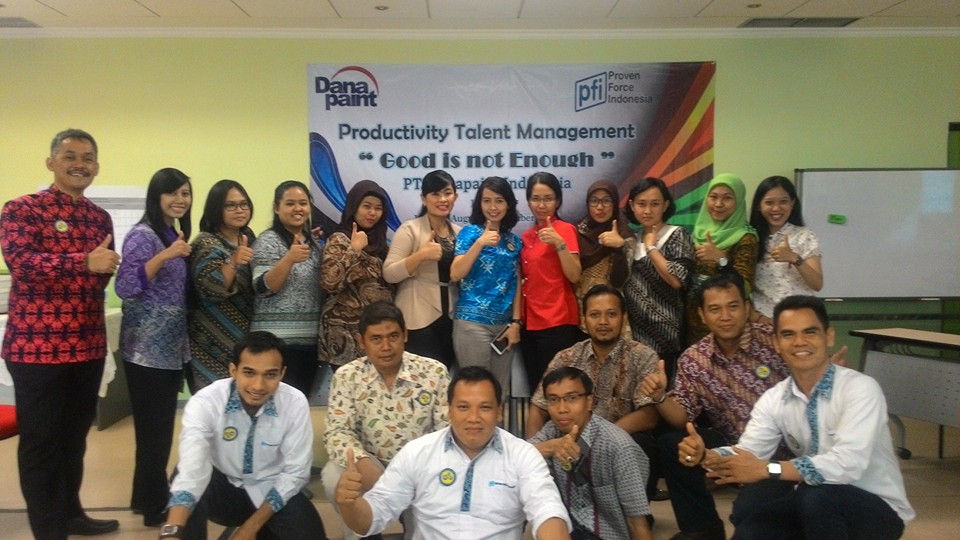 Dana
paint
pfi
Proven
Force
Indonesia
Productivity Talent Management
“ Good is not Enough ”